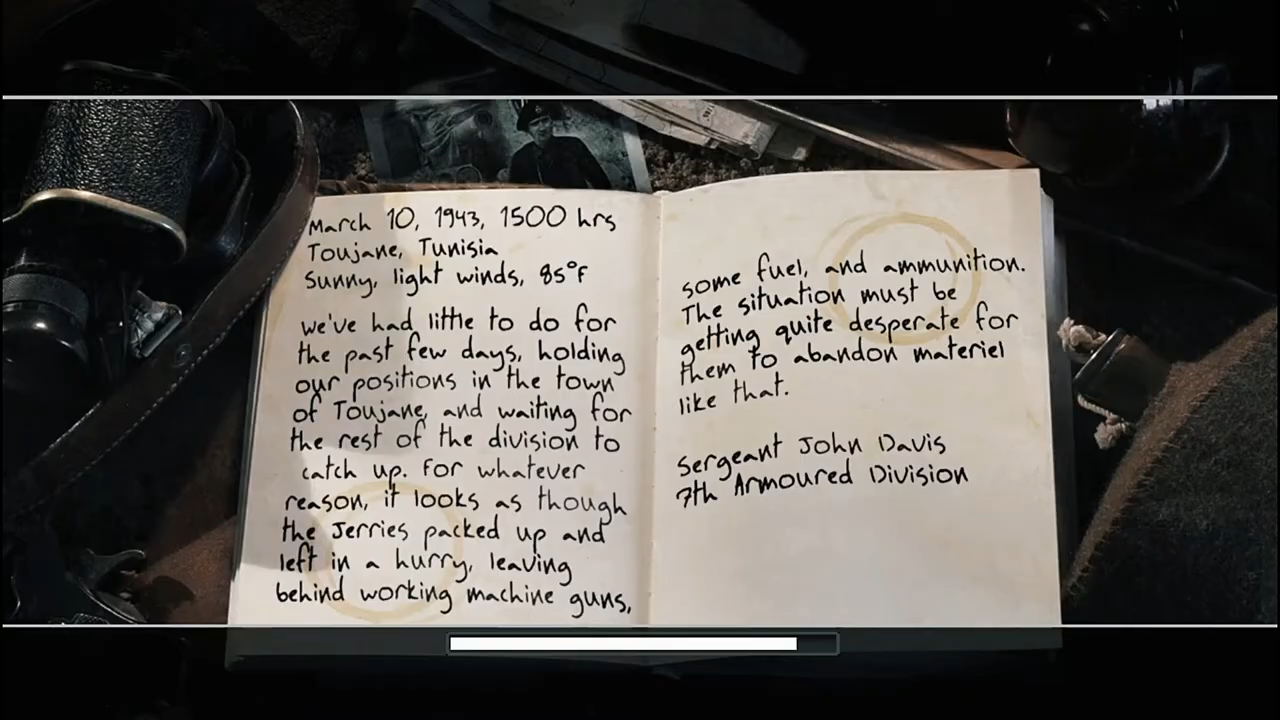 March 10, 1943, 1500 hrs
Toujane, Tunisia
Sunny, light winds, 85°F
We've had little to do for
the past few days, holding
our positions in the town
of Toujane, and waiting for
the rest of the division to
catch up. For whatever
reason, it looks as though
the Jerries packed up and
left in a hurry, leaving
behind working machine guns,
some fuel, and ammunition.
The situation must be
getting quite desperate for
them to abandon materiel
like that.
Sergeant John Davis
7th Armoured Division